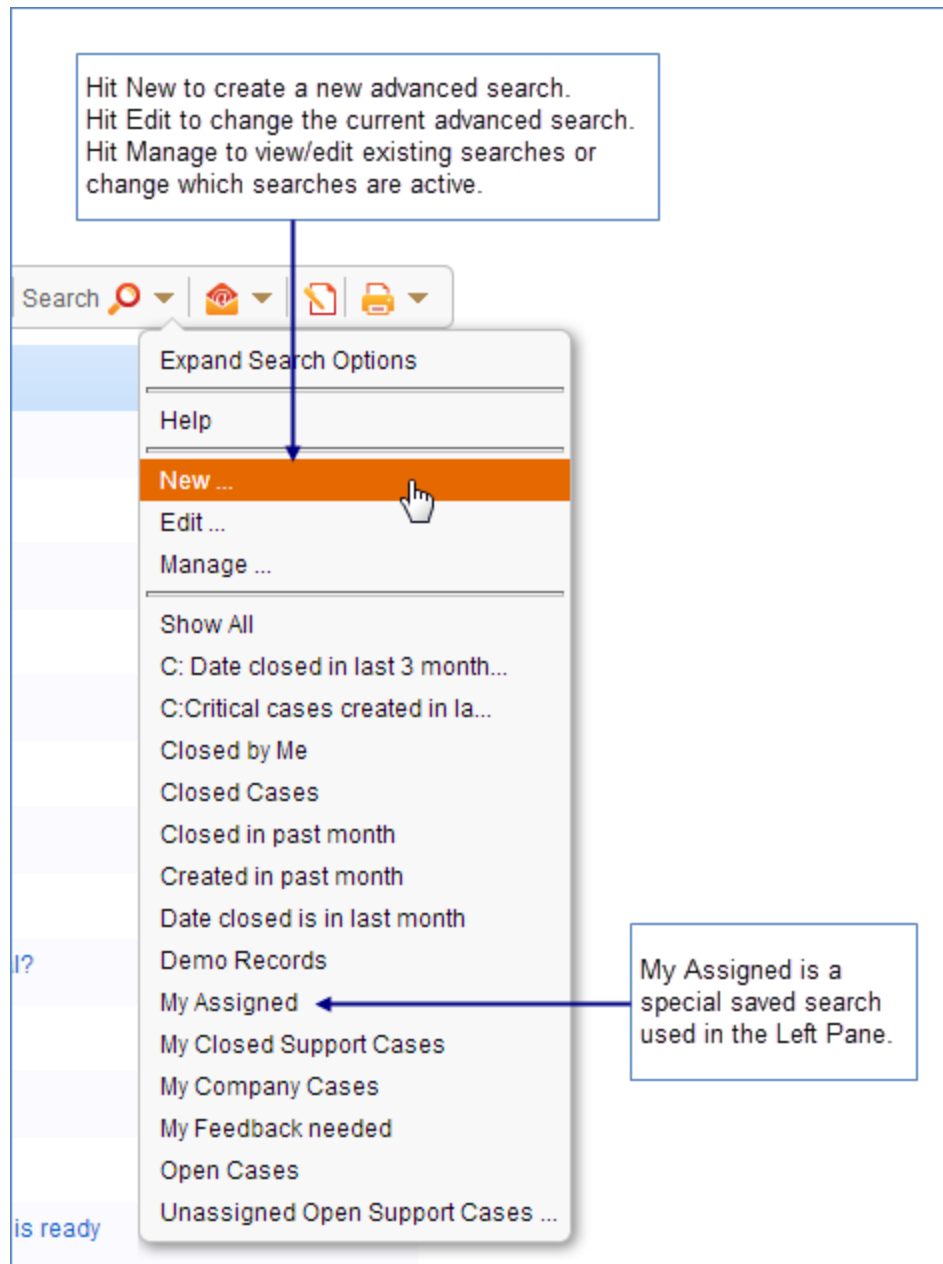 Hit New to create a new advanced search.
Hit Edit to change the current advanced search.
Hit Manage to view/edit existing searches or
change which searches are active.
Search
Expand Search Options
Help
New ...
Edit ...
Manage ...
Show All
C: Date closed in last 3 month...
C:Critical cases created in la...
Closed by Me
Closed Cases
Closed in past month
Created in past month
Date closed is in last month
Demo Records
l?
My Assigned
My Assigned is a
special saved search
used in the Left Pane.
My Closed Support Cases
My Company Cases
My Feedback needed
Open Cases
Unassigned Open Support Cases ...
is ready